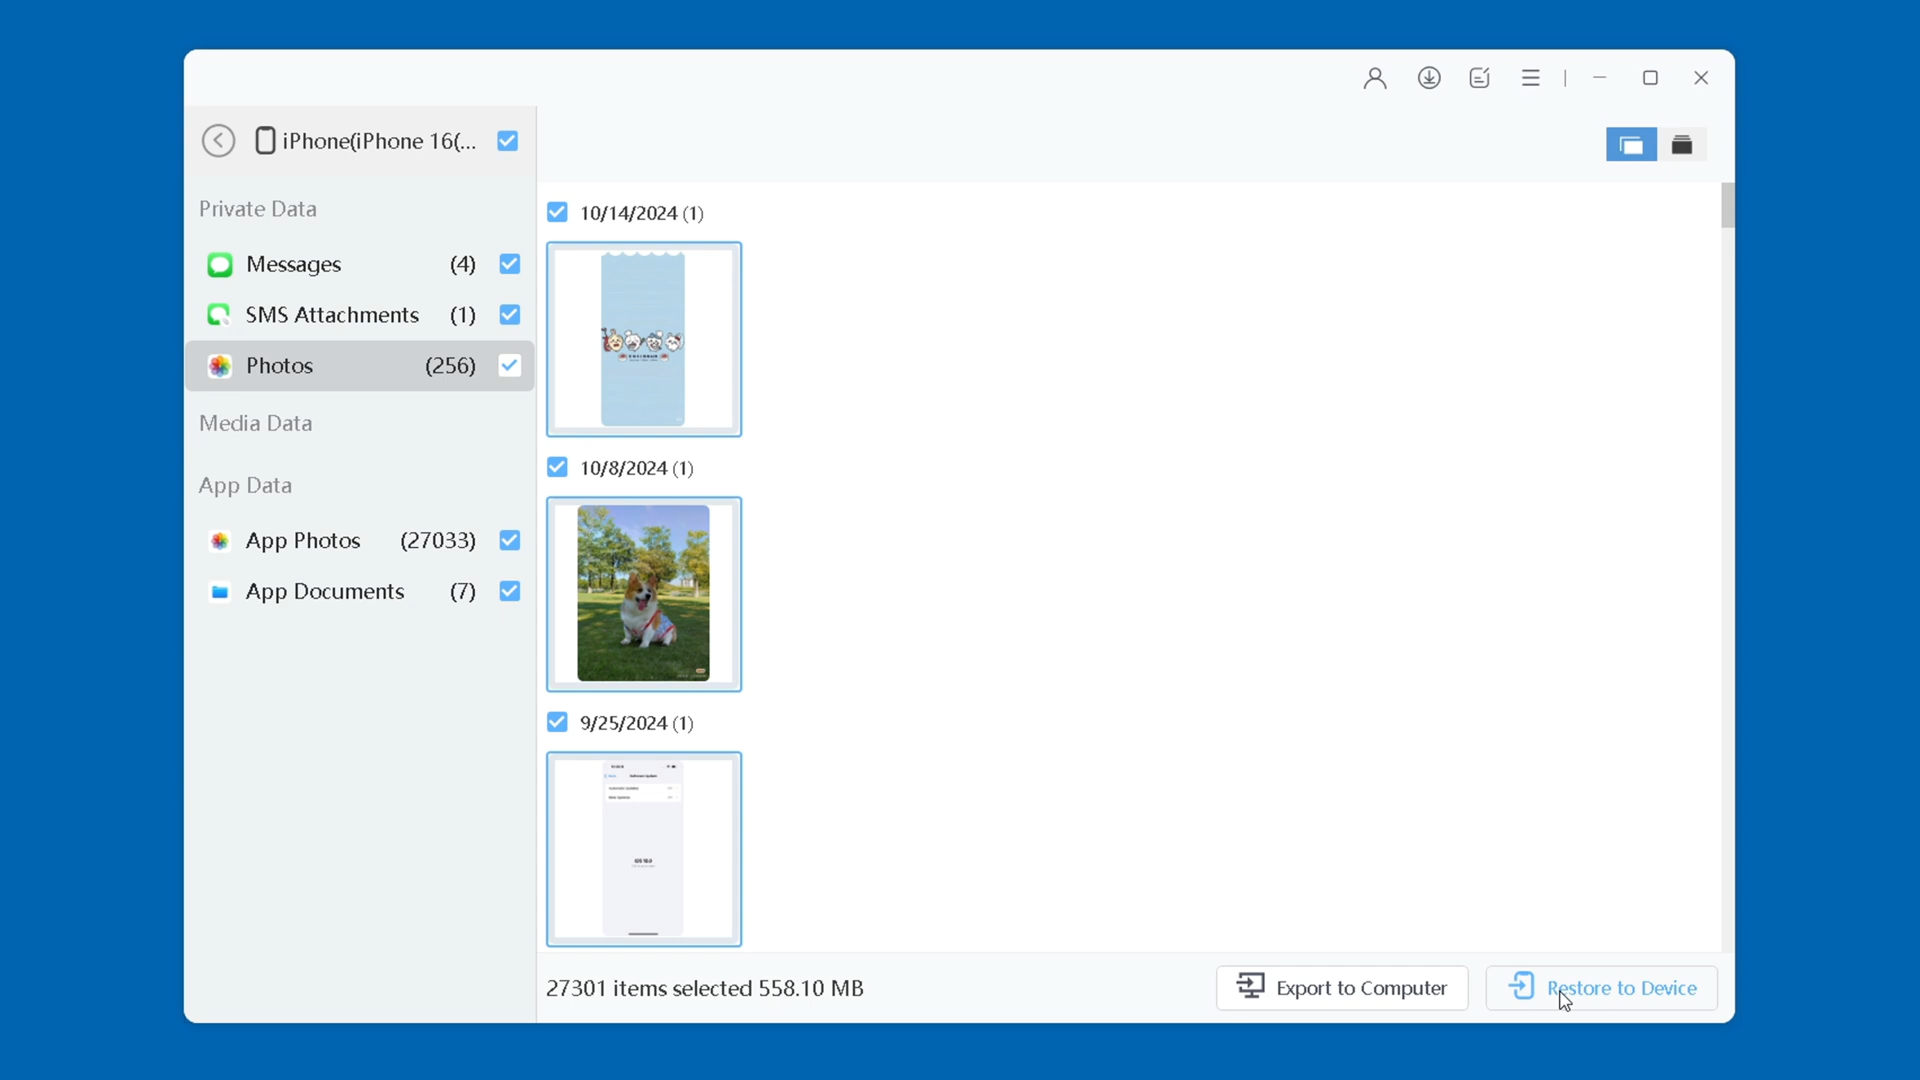 iPhone(iPhone 16(...
Private Data
Messages (4)
SMS Attachments (1)
Photos (256)
Media Data
App Data
App Photos (27033)
App Documents (7)
10/14/2024 (1)
10/8/2024 (1)
9/25/2024 (1)
Software Update
27301 items selected 558.10 MB
Export to Computer
Restore to Device